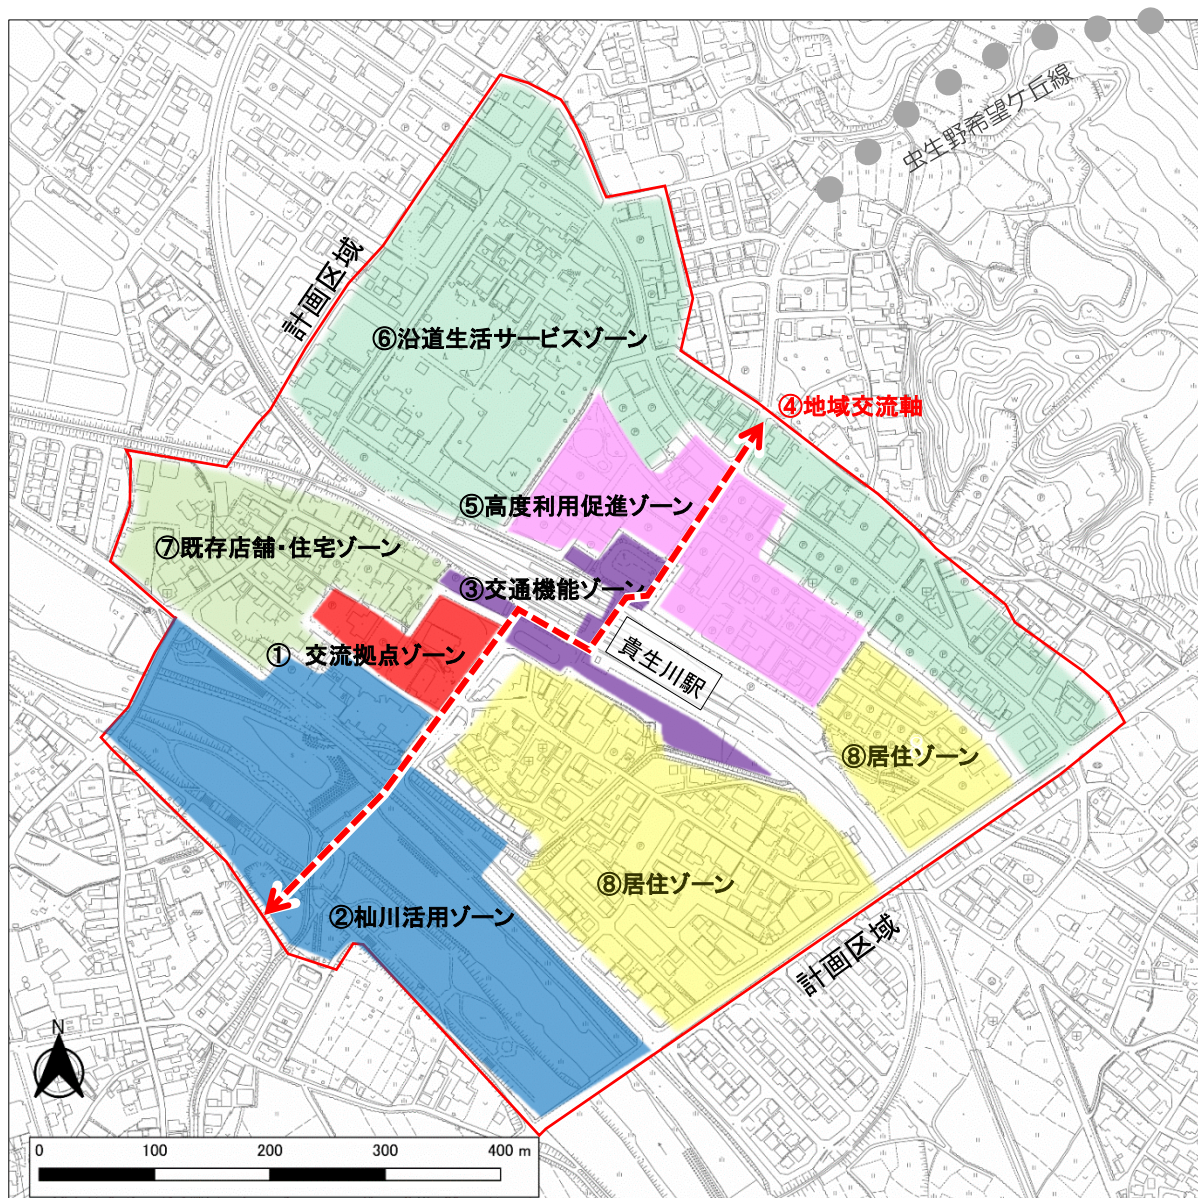 虫生野希望ケ丘線
計画区域
⑥沿道生活サービスゾーン
④地域交流軸
⑤高度利用促進ゾーン
⑦既存店舗・住宅ゾーン
③交通機能ゾーン
① 交流拠点ゾーン
貴生川駅
⑧居住ゾーン
⑧居住ゾーン
②杣川活用ゾーン
計画区域
N
0 100 200 300 400 m